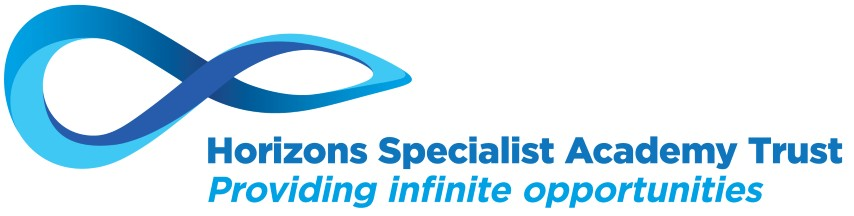 Horizons Specialist Academy Trust
Providing infinite opportunities